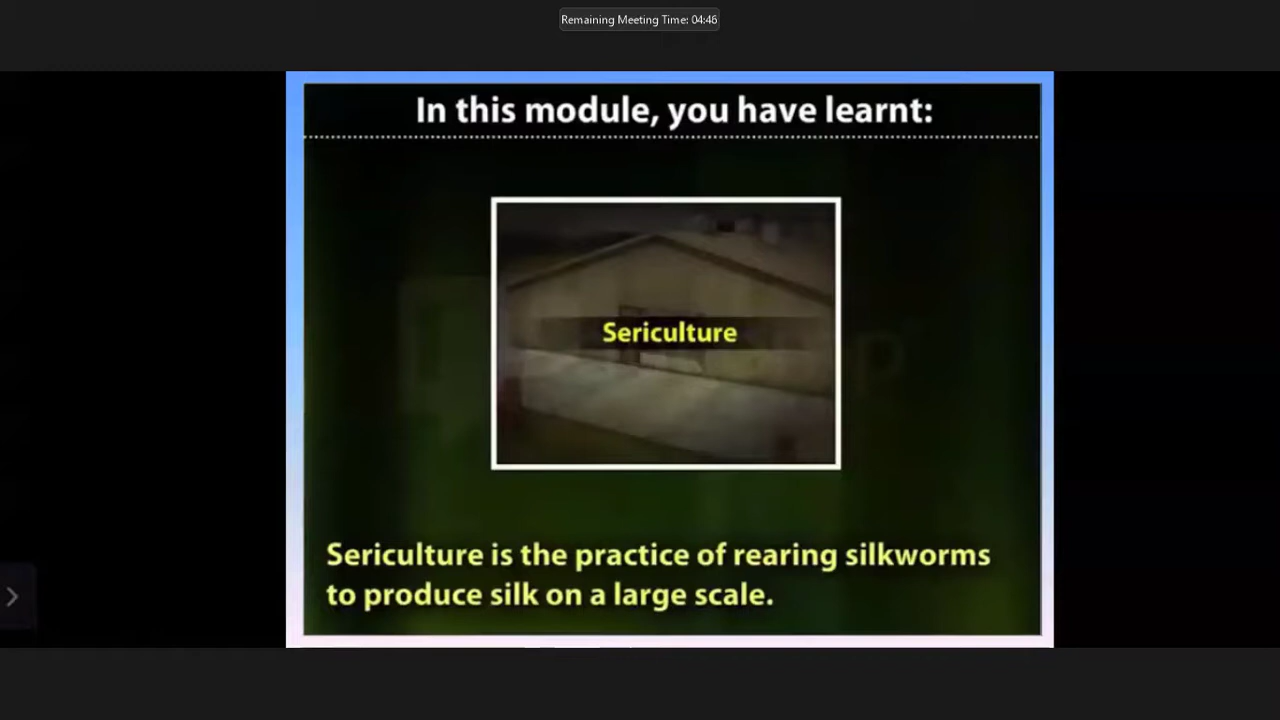 Remaining Meeting Time: 04:46
In this module, you have learnt:
Sericulture
Sericulture is the practice of rearing silkworms
to produce silk on a large scale.